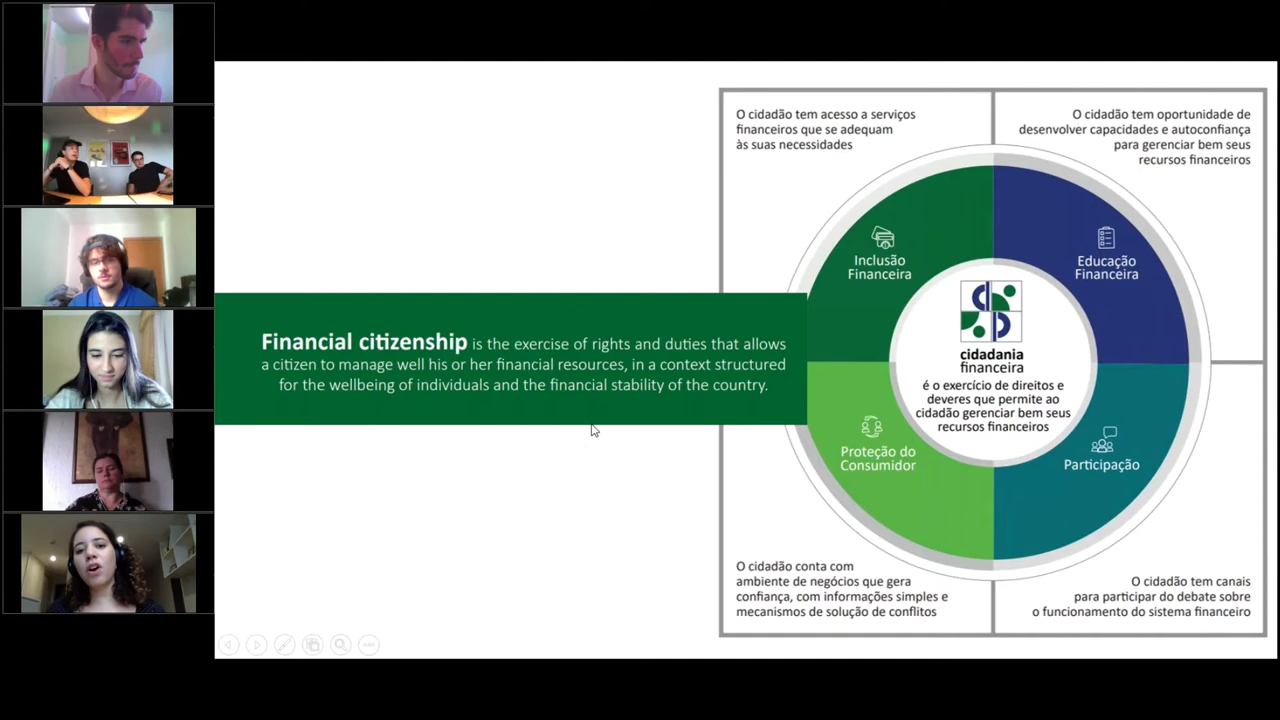 O cidadão tem acesso a serviços
financeiros que se adequam
às suas necessidades
O cidadão tem oportunidade de
desenvolver capacidades e autoconfiança
para gerenciar bem seus
recursos financeiros
Inclusão
Financeira
Educação
Financeira
Financial citizenship is the exercise of rights and duties that allows
a citizen to manage well his or her financial resources, in a context structured
for the wellbeing of individuals and the financial stability of the country.
cidadania
financeira
é o exercício de direitos e
deveres que permite ao
cidadão gerenciar bem seus
recursos financeiros
Proteção do
Consumidor
Participação
O cidadão conta com
ambiente de negócios que gera
confiança, com informações simples e
mecanismos de solução de conflitos
O cidadão tem canais
para participar do debate sobre
o funcionamento do sistema financeiro